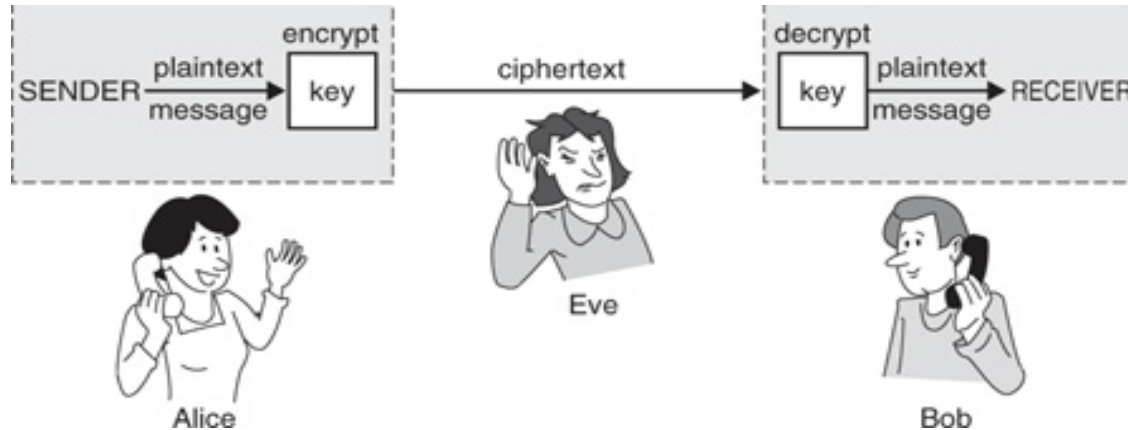 encrypt
decrypt
plaintext
ciphertext
plaintext
SENDER
key
key
RECEIVER
message
message
Eve
Alice
Bob